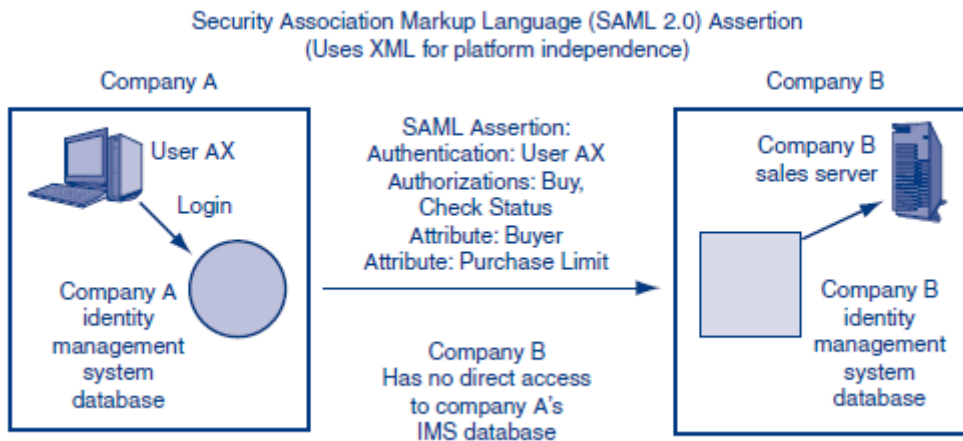 Security Association Markup Language (SAML 2.0) Assertion
(Uses XML for platform independence)
Company A
Company B
User AX
Login
Company A
identity
management
system
database
SAML Assertion:
Authentication: User AX
Authorizations: Buy,
Check Status
Attribute: Buyer
Attribute: Purchase Limit
Company B
Has no direct access
to company A's
IMS database
Company B
sales server
Company B
identity
management
system
database